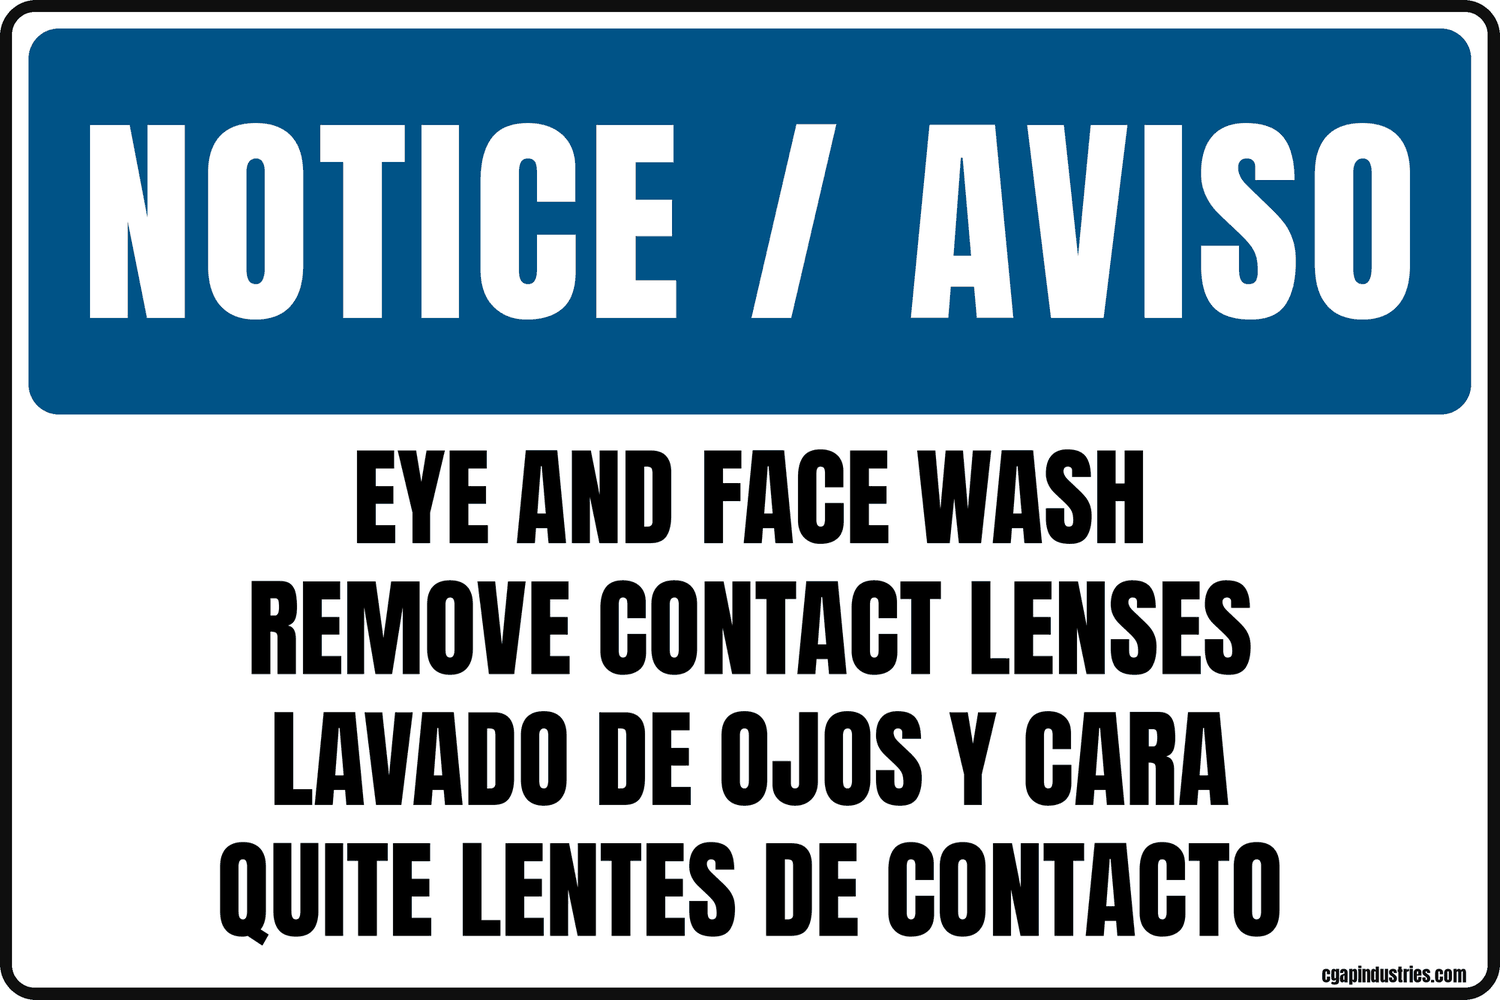 NOTICE / AVISO
EYE AND FACE WASH
REMOVE CONTACT LENSES
LAVADO DE OJOS Y CARA
QUITE LENTES DE CONTACTO
cgapindustries.com